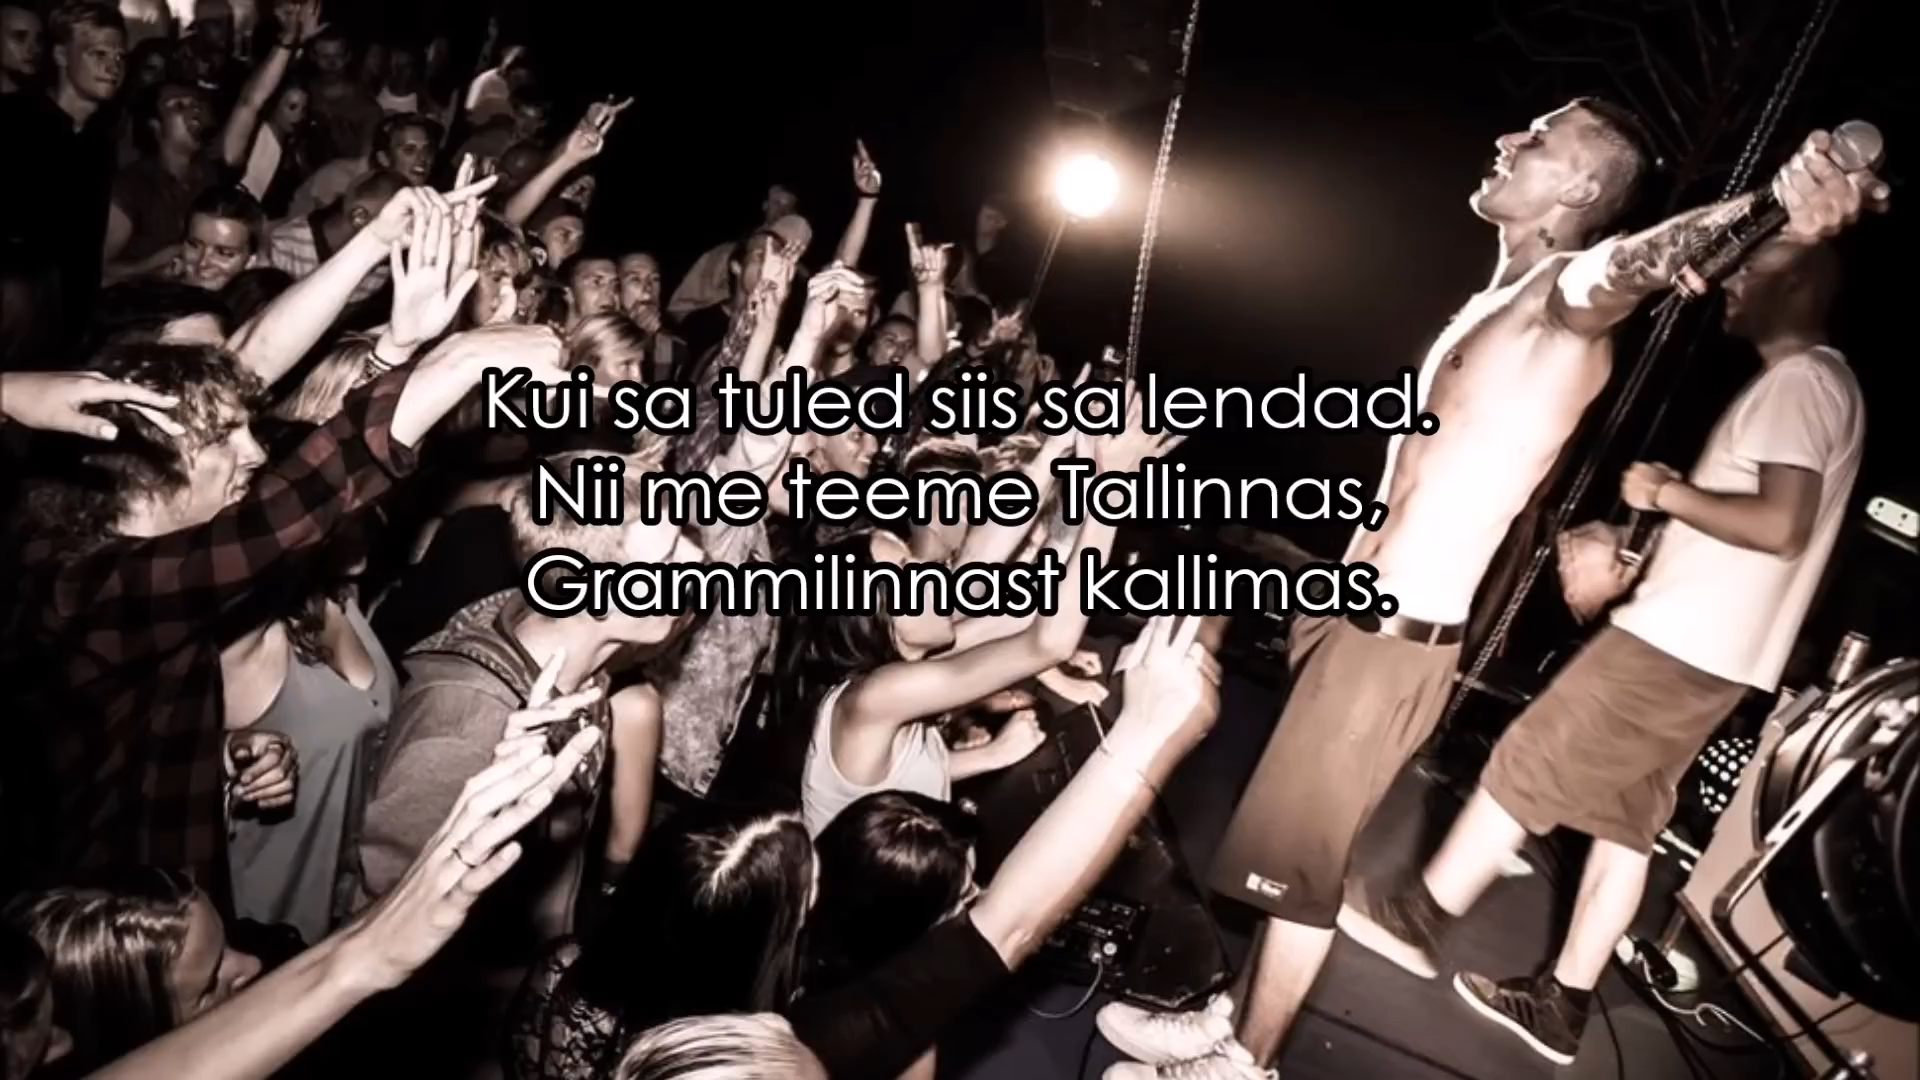 Kui sa tuled siis sa lendad.
Nii me teeme Tallinnas,
Grammilinnast kallimas.